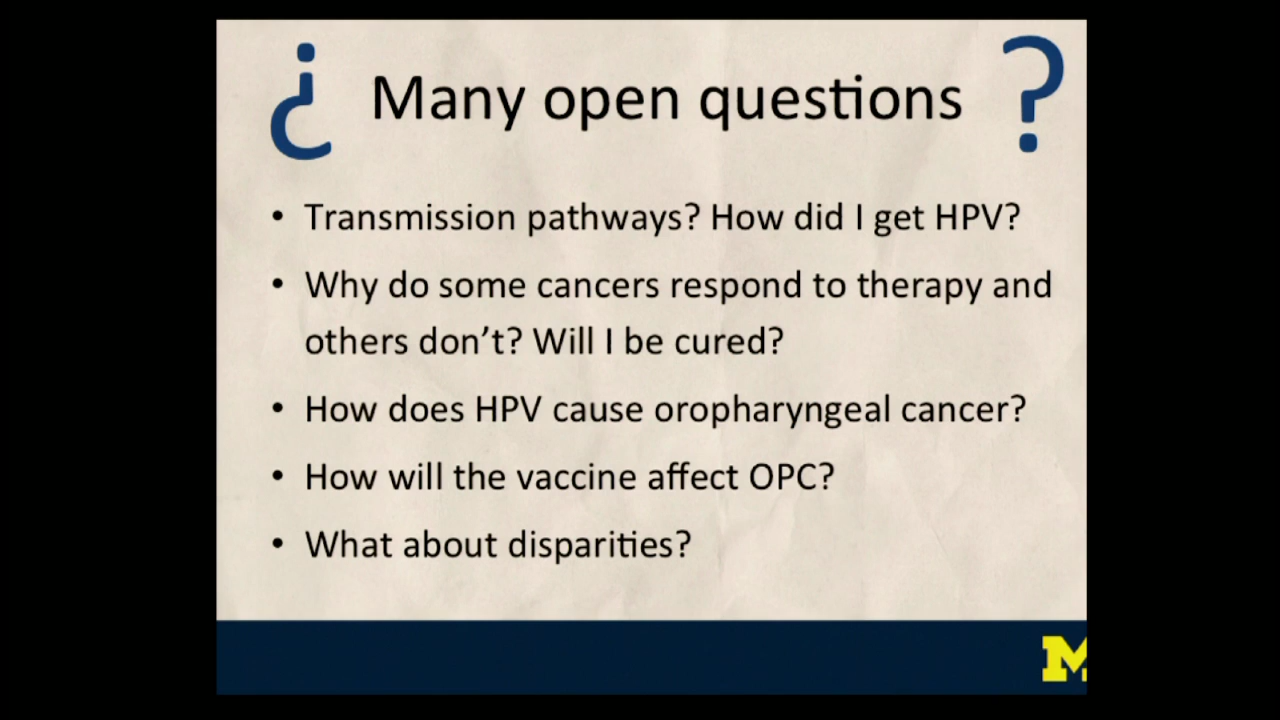 ¿ Many open questions ?
• Transmission pathways? How did I get HPV?
• Why do some cancers respond to therapy and
others don’t? Will I be cured?
• How does HPV cause oropharyngeal cancer?
• How will the vaccine affect OPC?
• What about disparities?
M